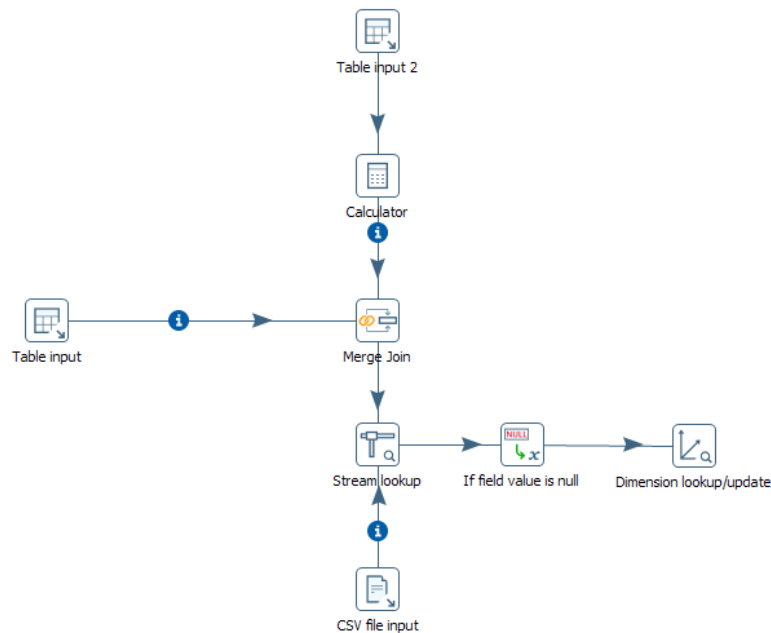 Table input 2
Calculator
i
i
Table input
Merge Join
NULL
x
Stream lookup
If field value is null
Dimension lookup/update
i
CSV file input